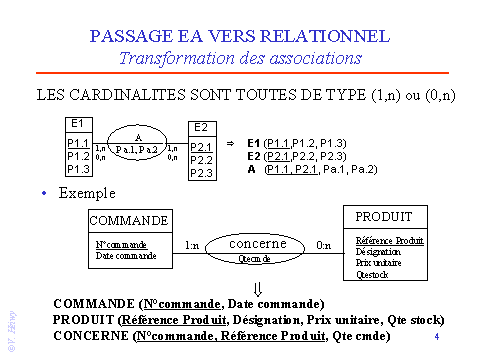 PASSAGE EA VERS RELATIONNEL
Transformation des associations
LES CARDINALITES SONT TOUTES DE TYPE (1,n) ou (0,n)
E1
P1.1
P1.2
P1.3
1,n
0,n
A
Pa.1, Pa.2
1,n
0,n
E2
P2.1
P2.2
P2.3
⇒ E1 (P1.1,P1.2, P1.3)
E2 (P2.1,P2.2, P2.3)
A (P1.1, P2.1, Pa.1, Pa.2)
• Exemple
COMMANDE
N°commande
Date commande
1:n
concerne
Qtecmde
0:n
PRODUIT
Référence Produit
Désignation
Prix unitaire
Qtestock
⇓
COMMANDE (N°commande, Date commande)
PRODUIT (Référence Produit, Désignation, Prix unitaire, Qte stock)
CONCERNE (N°commande, Référence Produit, Qte cmde)
4